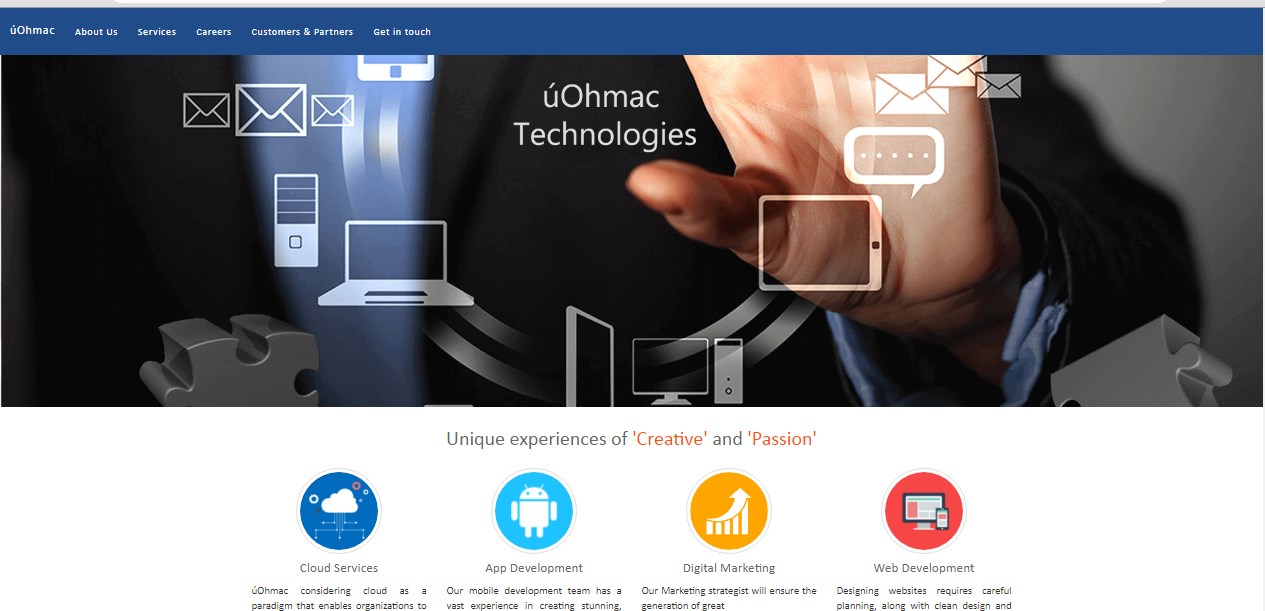 úOhmac About Us Services Careers Customers & Partners Get in touch
úOhmac
Technologies
Unique experiences of 'Creative' and 'Passion'
Cloud Services
úOhmac considering cloud as a
paradigm that enables organizations to
App Development
Our mobile development team has a
vast experience in creating stunning,
Digital Marketing
Our Marketing strategist will ensure the
generation of great
Web Development
Designing websites requires careful
planning, along with clean design and